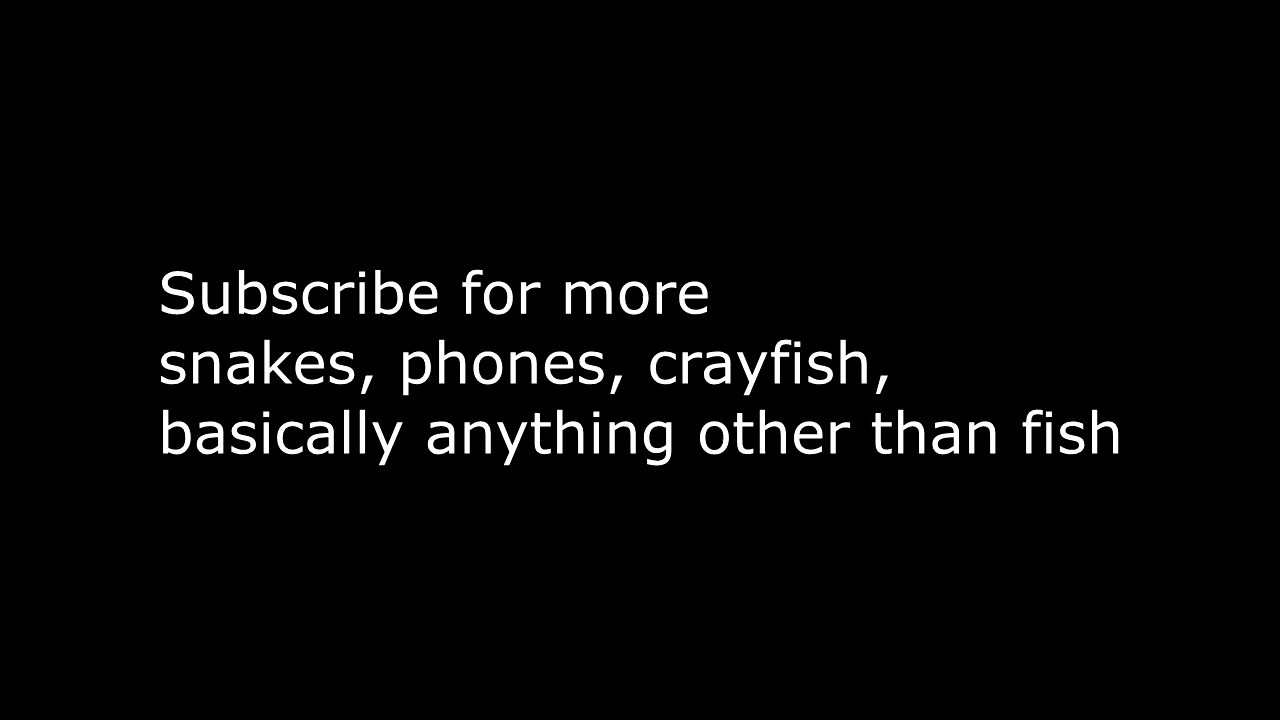 Subscribe for more
snakes, phones, crayfish,
basically anything other than fish